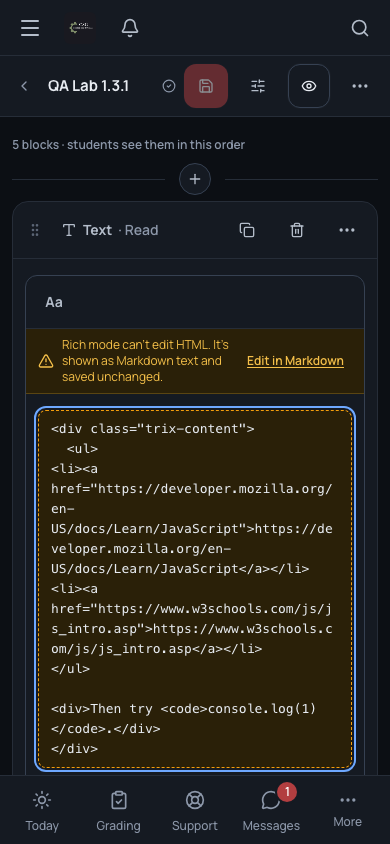 QA Lab 1.3.1
5 blocks · students see them in this order
Text · Read
Aa
Rich mode can't edit HTML. It's
shown as Markdown text and
saved unchanged.
Edit in Markdown
<div class="trix-content">
  <ul>
<li><a
href="https://developer.mozilla.org/
en-
US/docs/Learn/JavaScript">https://de
veloper.mozilla.org/en-
US/docs/Learn/JavaScript</a></li>
<li><a
href="https://www.w3schools.com/js/j
s_intro.asp">https://www.w3schools.c
om/js/js_intro.asp</a></li>
</ul>

<div>Then try <code>console.log(1)
</code>.</div>
</div>
1
Today
Grading
Support
Messages
More